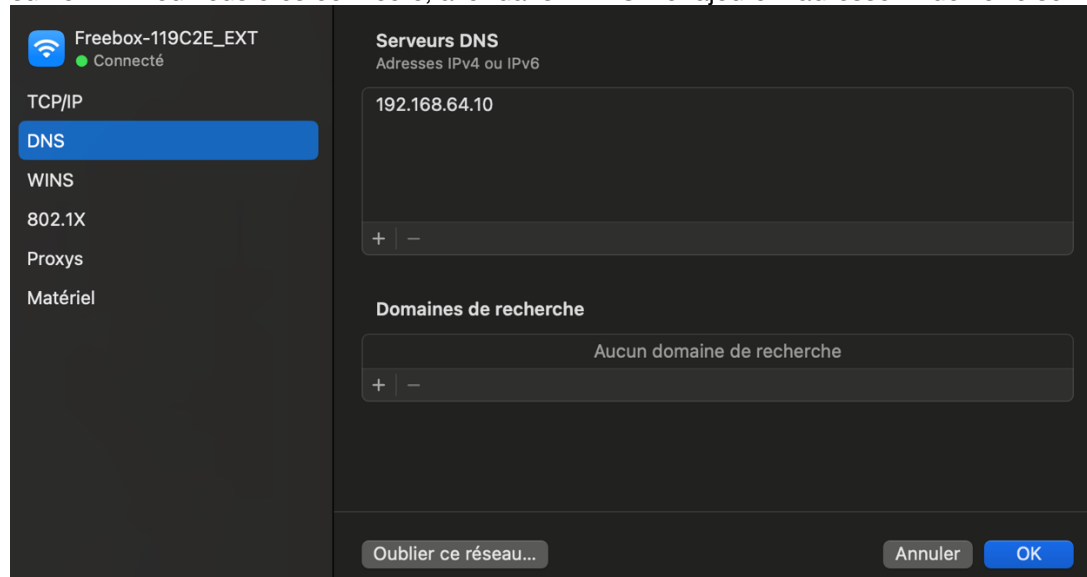 Freebox-119C2E_EXT
Connecté
TCP/IP
DNS
WINS
802.1X
Proxys
Matériel
Serveurs DNS
Adresses IPv4 ou IPv6
192.168.64.10
+ −
Domaines de recherche
Aucun domaine de recherche
+ −
Oublier ce réseau...
Annuler
OK